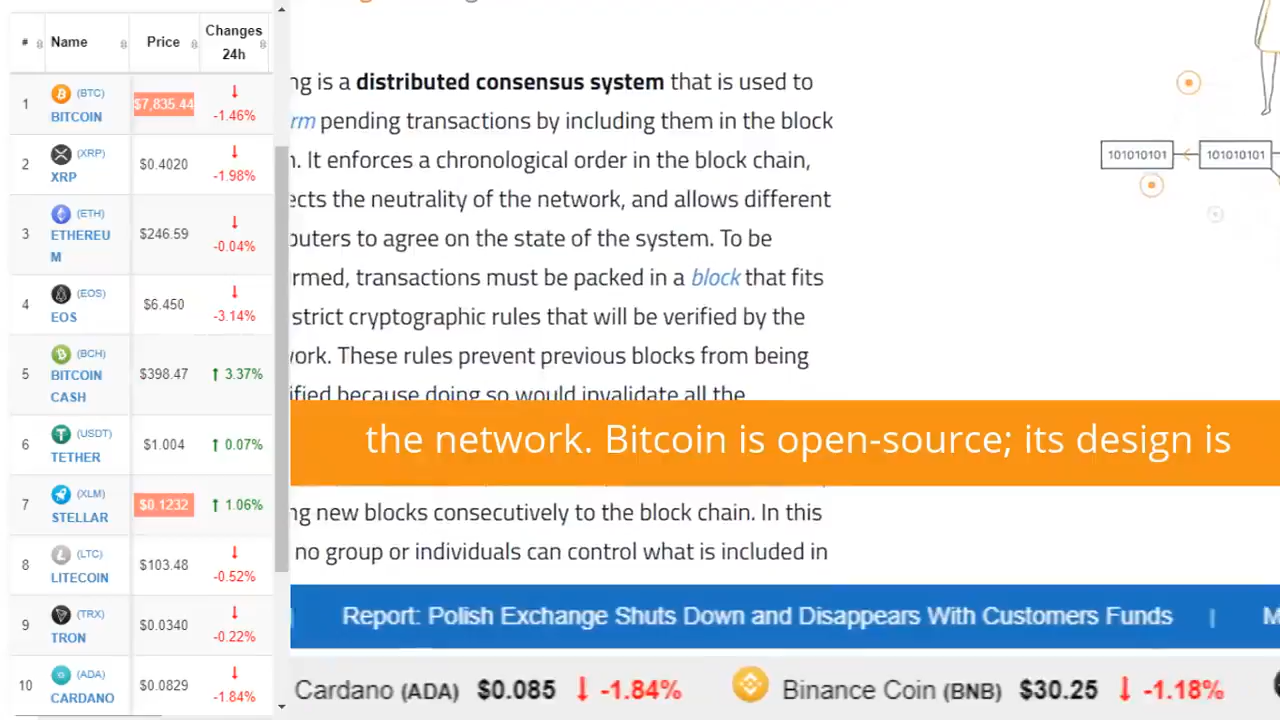 # Name Price Changes 24h
1 (BTC) BITCOIN $7,835.44 ↓ -1.46%
2 (XRP) XRP $0.4020 ↓ -1.98%
3 (ETH) ETHEREUM $246.59 ↓ -0.04%
4 (EOS) EOS $6.450 ↓ -3.14%
5 (BCH) BITCOIN CASH $398.47 ↑ 3.37%
6 (USDT) TETHER $1.004 ↑ 0.07%
7 (XLM) STELLAR $0.1232 ↑ 1.06%
8 (LTC) LITECOIN $103.48 ↓ -0.52%
9 (TRX) TRON $0.0340 ↓ -0.22%
10 (ADA) CARDANO $0.0829 ↓ -1.84%
ng is a distributed consensus system that is used to
rm pending transactions by including them in the block
n. It enforces a chronological order in the block chain,
ects the neutrality of the network, and allows different
outers to agree on the state of the system. To be
rmed, transactions must be packed in a block that fits
strict cryptographic rules that will be verified by the
work. These rules prevent previous blocks from being
ified because doing so would invalidate all the
the network. Bitcoin is open-source; its design is
ng new blocks consecutively to the block chain. In this
no group or individuals can control what is included in
101010101 101010101
Report: Polish Exchange Shuts Down and Disappears With Customers Funds | M
Cardano (ADA) $0.085 ↓ -1.84% Binance Coin (BNB) $30.25 ↓ -1.18%